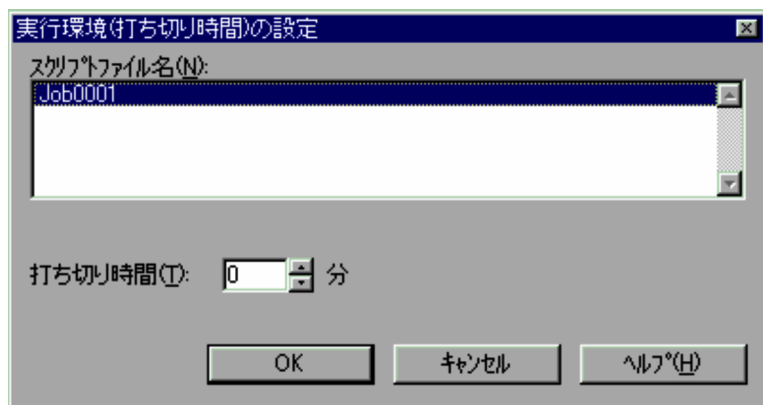 実行環境(打ち切り時間)の設定
ｽｸﾘﾌﾟﾄﾌｧｲﾙ名(N):
Job0001
打ち切り時間(T): 0 分
OK ｷｬﾝｾﾙ ﾍﾙﾌﾟ(H)